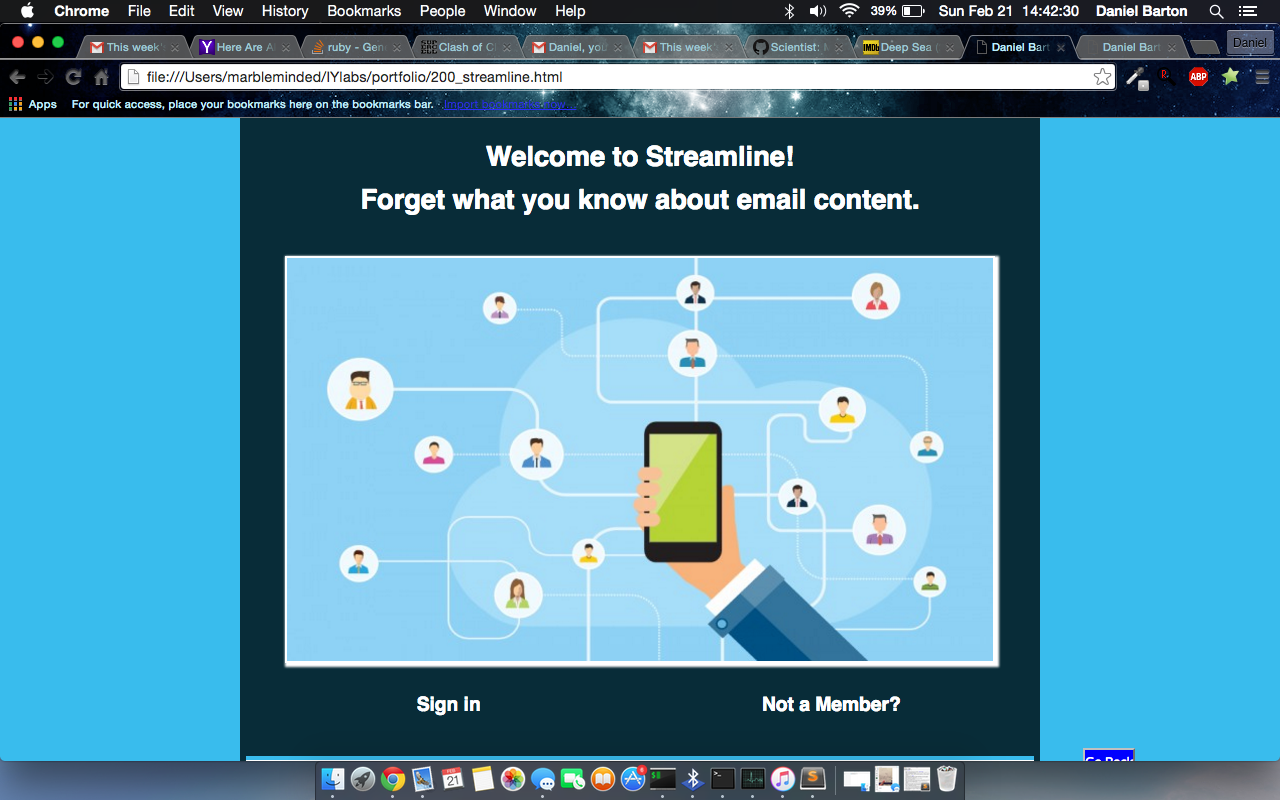 Chrome File Edit View History Bookmarks People Window Help 39% Sun Feb 21 14:42:30 Daniel Barton
This week' Here Are A ruby - Gen Clash of C Daniel, you This week' Scientist: IMDb Deep Sea Daniel Bart Daniel Bart Daniel
file:///Users/marbleminded/IYlabs/portfolio/200_streamline.html ABP
Apps For quick access, place your bookmarks here on the bookmarks bar. Import bookmarks now...
Welcome to Streamline!
Forget what you know about email content.
Sign in Not a Member?
Go Back
FEB
21